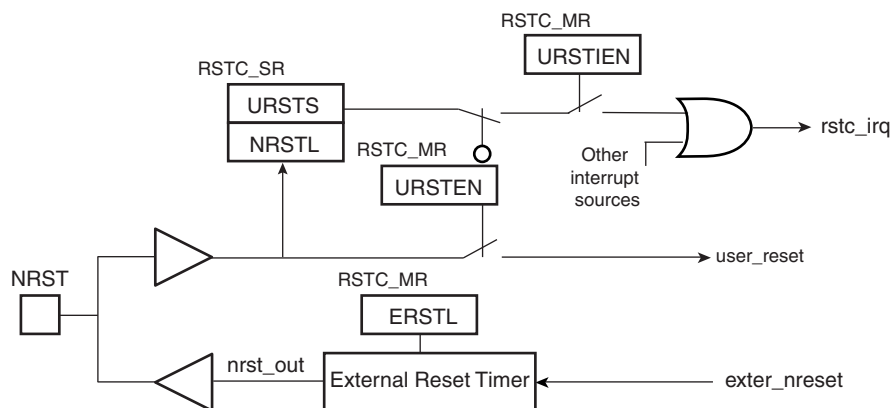 RSTC_MR
URSTIEN
RSTC_SR
URSTS
NRSTL
rstc_irq
RSTC_MR
Other
interrupt
sources
URSTEN
user_reset
NRST
RSTC_MR
ERSTL
nrst_out
External Reset Timer
exter_nreset